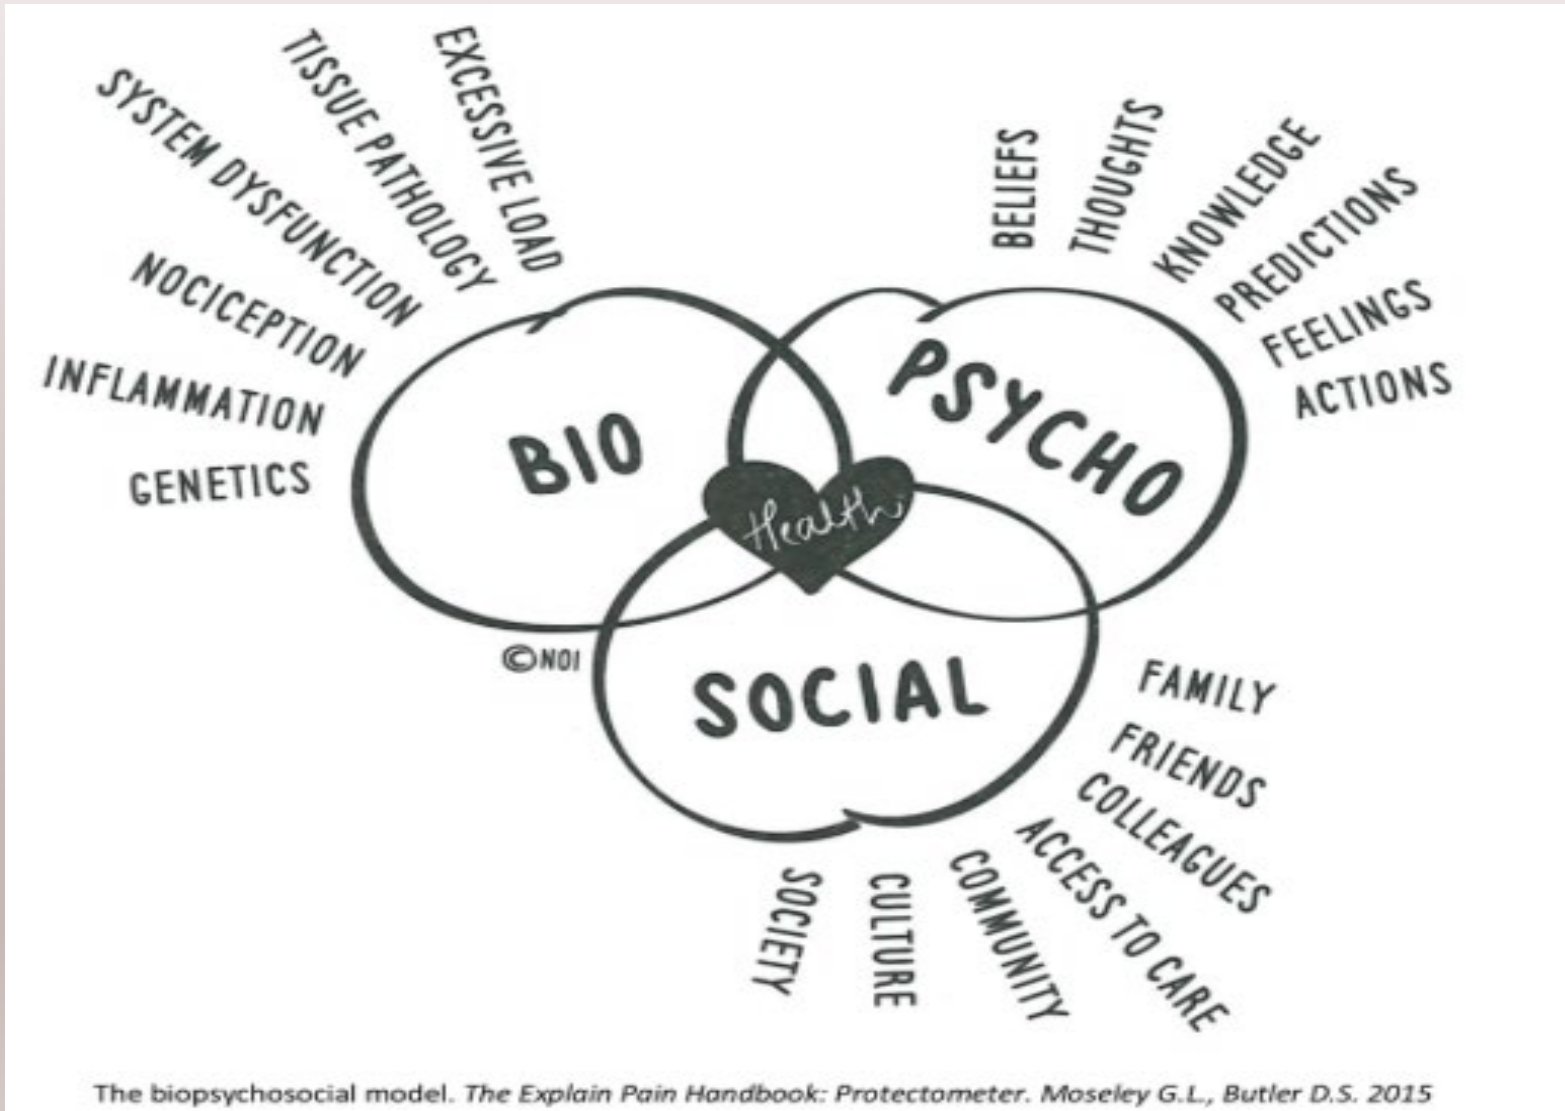 EXCESSIVE LOAD
TISSUE PATHOLOGY
SYSTEM DYSFUNCTION
NOCICEPTION
INFLAMMATION
GENETICS
BIO
BELIEFS
THOUGHTS
KNOWLEDGE
PREDICTIONS
FEELINGS
ACTIONS
PSYCHO
Health
©NOI
SOCIAL
FAMILY
FRIENDS
COLLEAGUES
ACCESS TO CARE
COMMUNITY
CULTURE
SOCIETY
The biopsychosocial model. The Explain Pain Handbook: Protectometer. Moseley G.L., Butler D.S. 2015